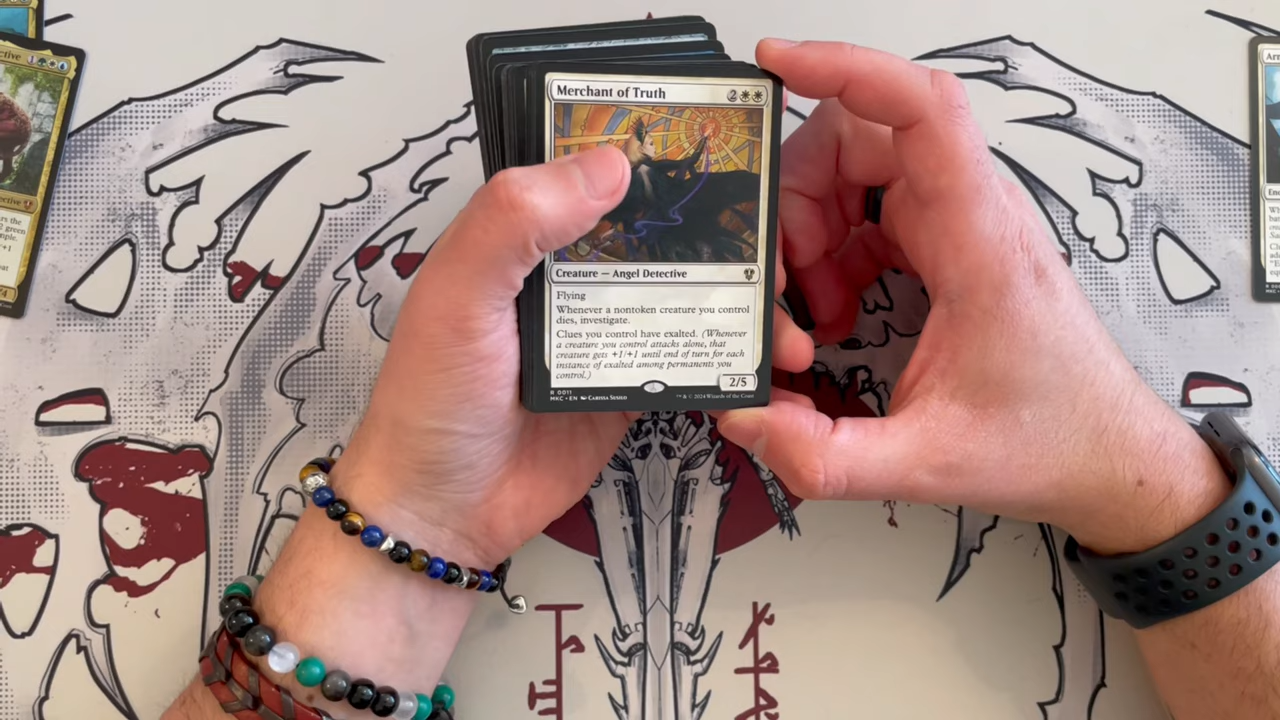 Merchant of Truth 2
Creature — Angel Detective
Flying
Whenever a nontoken creature you control
dies, investigate.
Clues you control have exalted. (Whenever
a creature you control attacks alone, that
creature gets +1/+1 until end of turn for each
instance of exalted among permanents you
control.)
2/5
R 0011
MKC • EN CARISSA SUSILO
™ & © 2024 Wizards of the Coast